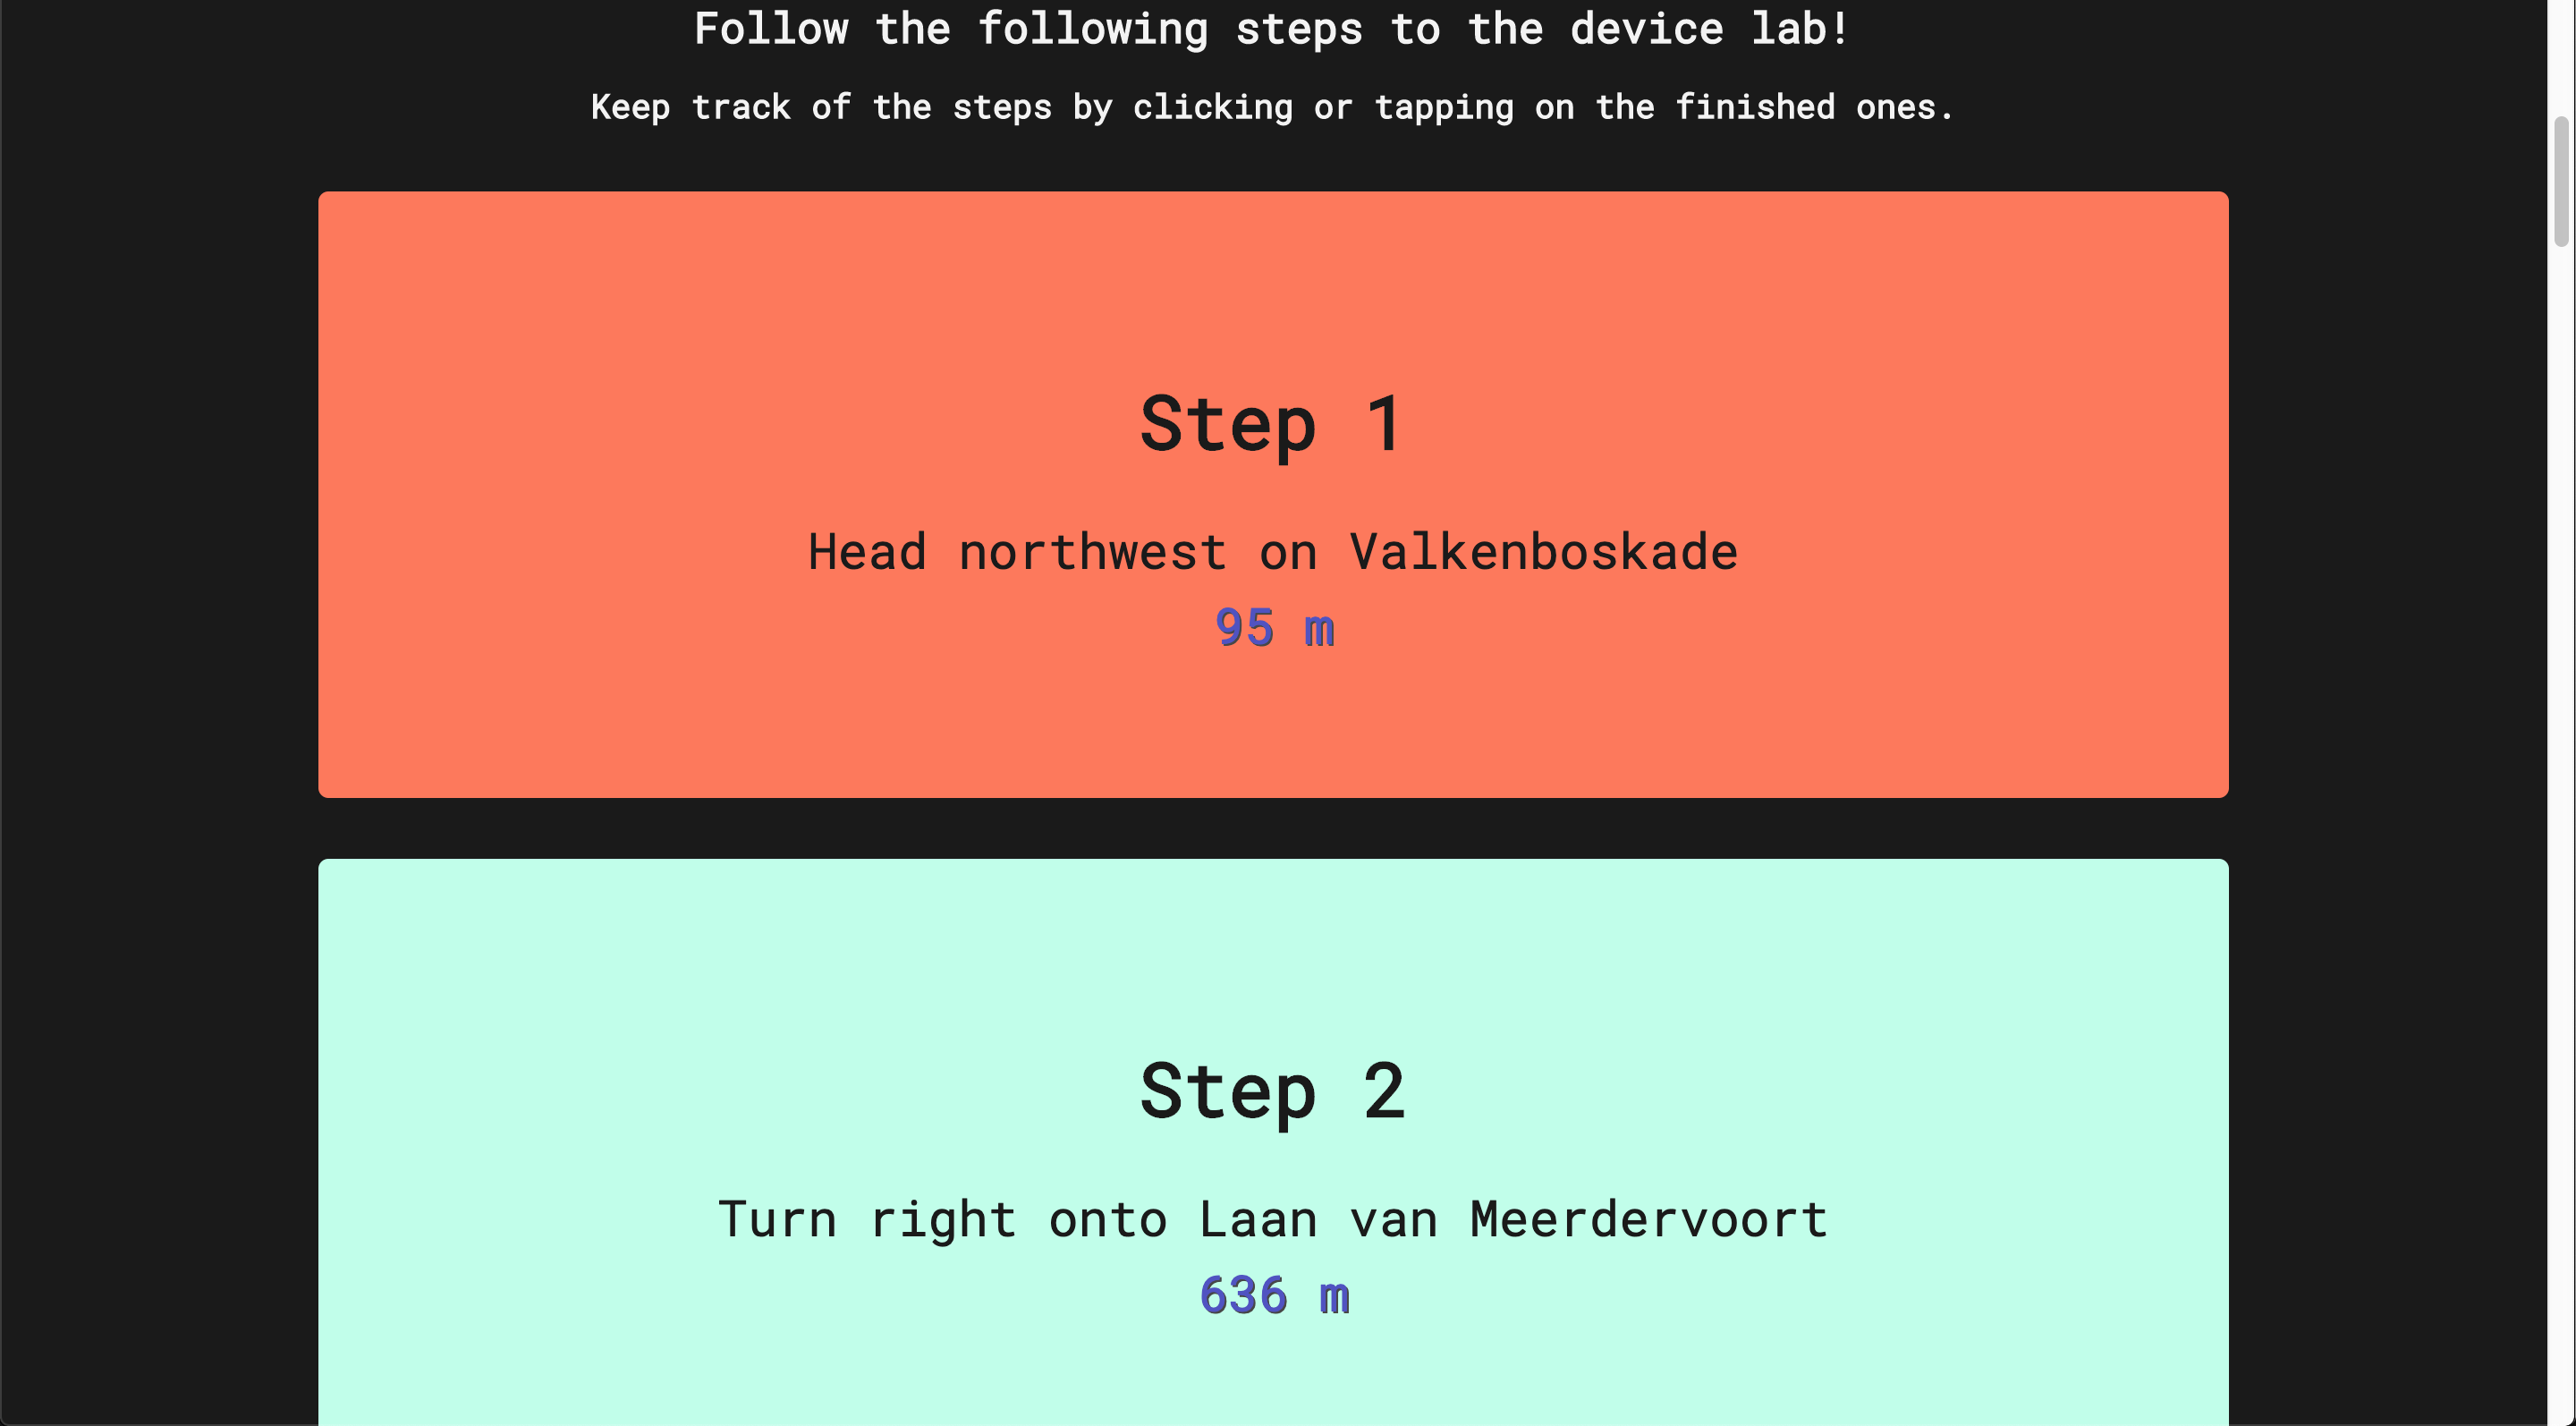 Follow the following steps to the device lab!
Keep track of the steps by clicking or tapping on the finished ones.
Step 1
Head northwest on Valkenboskade
95 m
Step 2
Turn right onto Laan van Meerdervoort
636 m